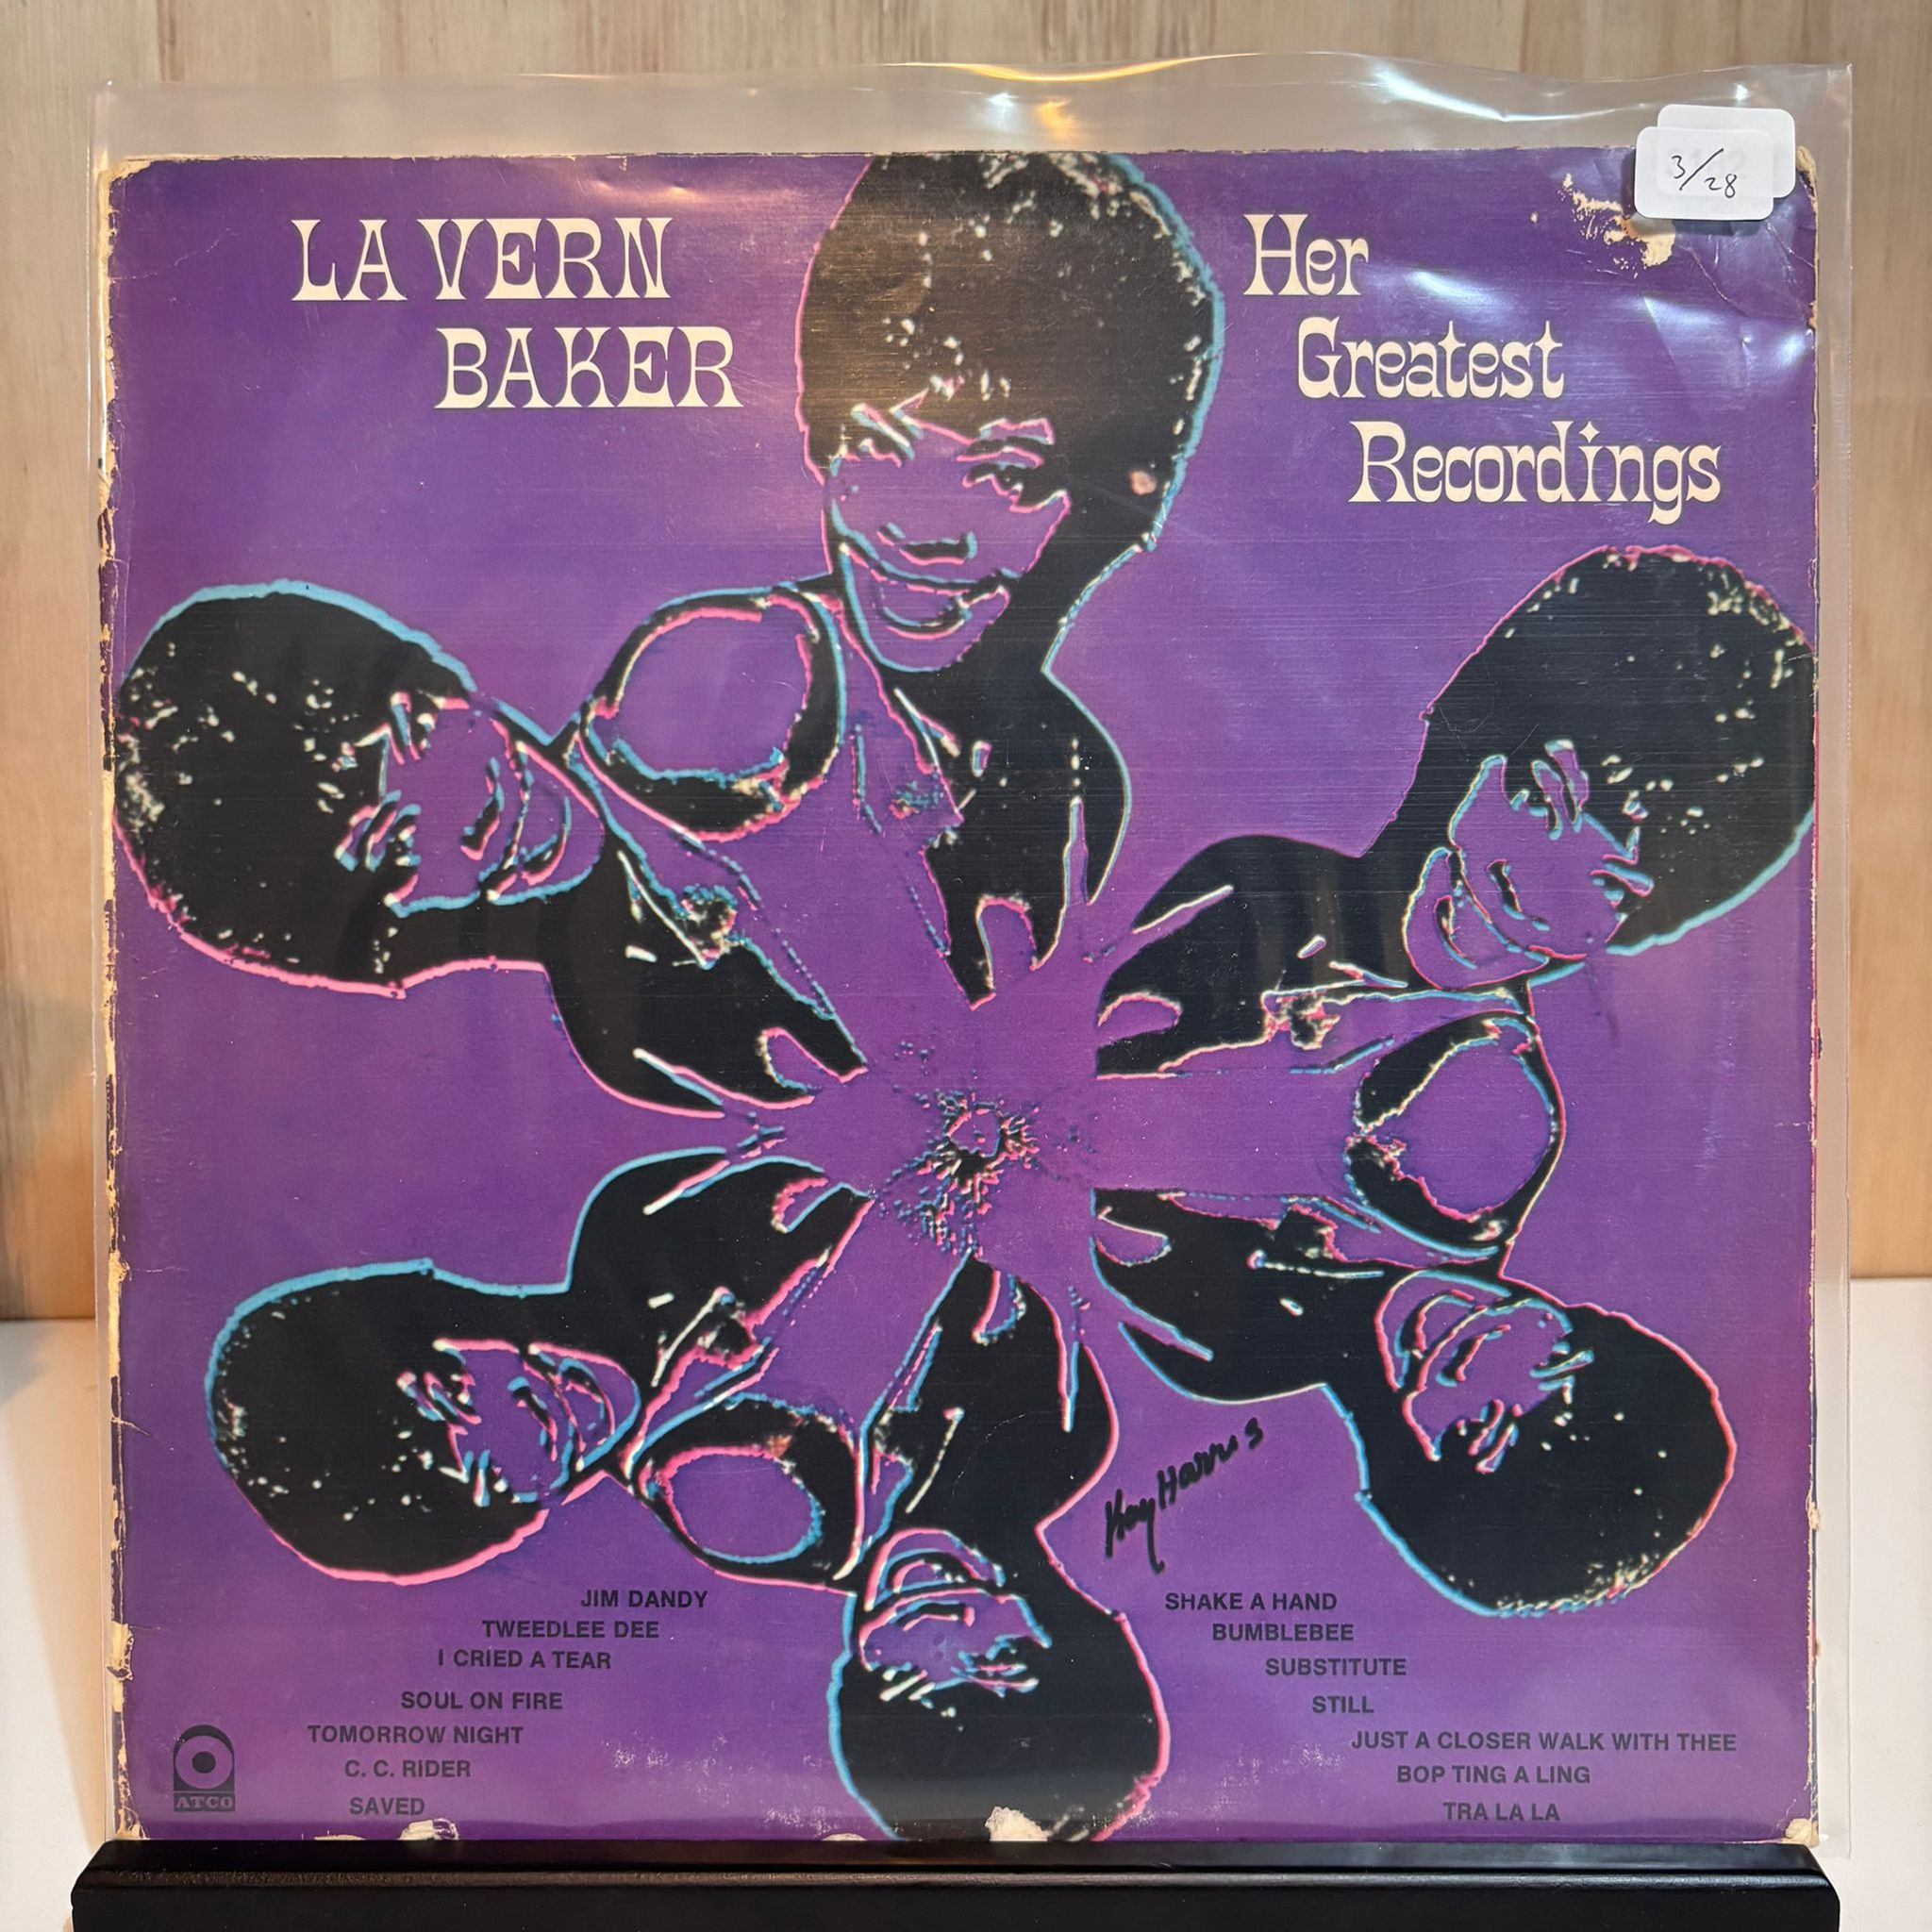 3/28
LA VERN
BAKER
Her
Greatest
Recordings
Kay Harris
JIM DANDY
TWEEDLEE DEE
I CRIED A TEAR
SOUL ON FIRE
TOMORROW NIGHT
C. C. RIDER
SAVED
ATCO
SHAKE A HAND
BUMBLEBEE
SUBSTITUTE
STILL
JUST A CLOSER WALK WITH THEE
BOP TING A LING
TRA LA LA